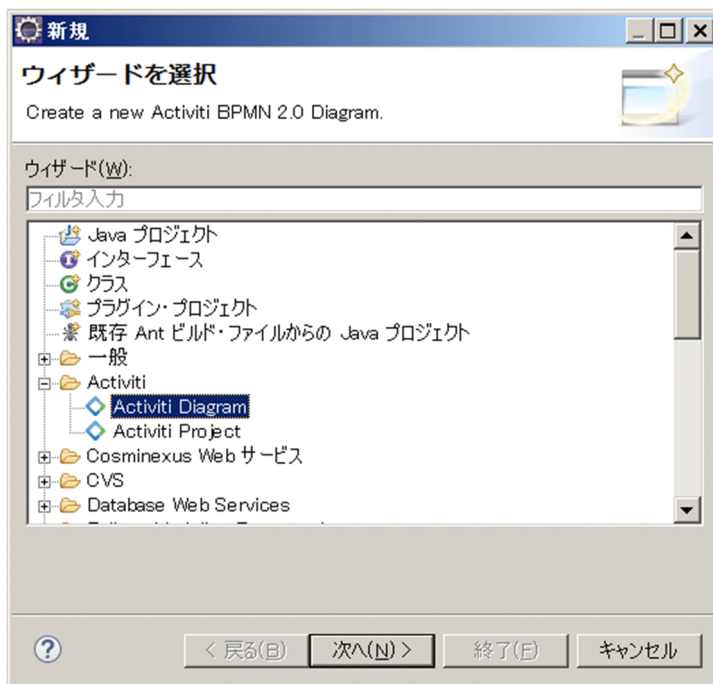 新規
ウィザードを選択
Create a new Activiti BPMN 2.0 Diagram.
ウィザード(W):
フィルタ入力
Java プロジェクト
インターフェース
クラス
プラグイン・プロジェクト
既存 Ant ビルド・ファイルからの Java プロジェクト
一般
Activiti
Activiti Diagram
Activiti Project
Cosminexus Web サービス
CVS
Database Web Services
< 戻る(B) 次へ(N) > 終了(F) キャンセル